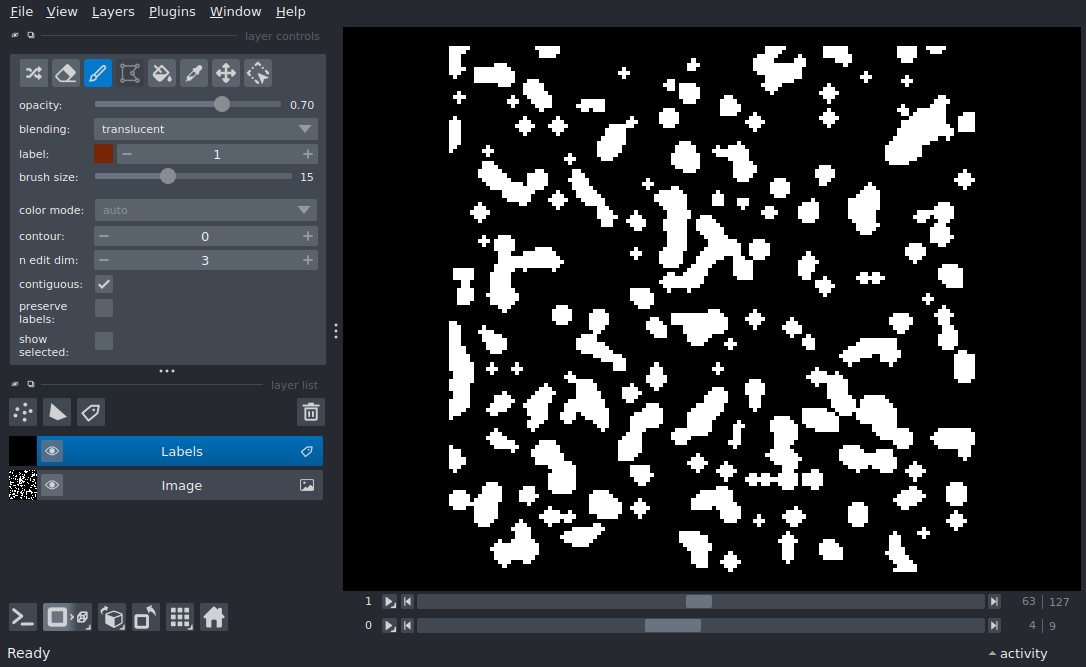 File View Layers Plugins Window Help
layer controls
opacity: 0.70
blending: translucent
label: 1
brush size: 15
color mode: auto
contour: 0
n edit dim: 3
contiguous:
preserve
labels:
show
selected:
layer list
Labels
Image
1 63 | 127
0 4 | 9
Ready activity